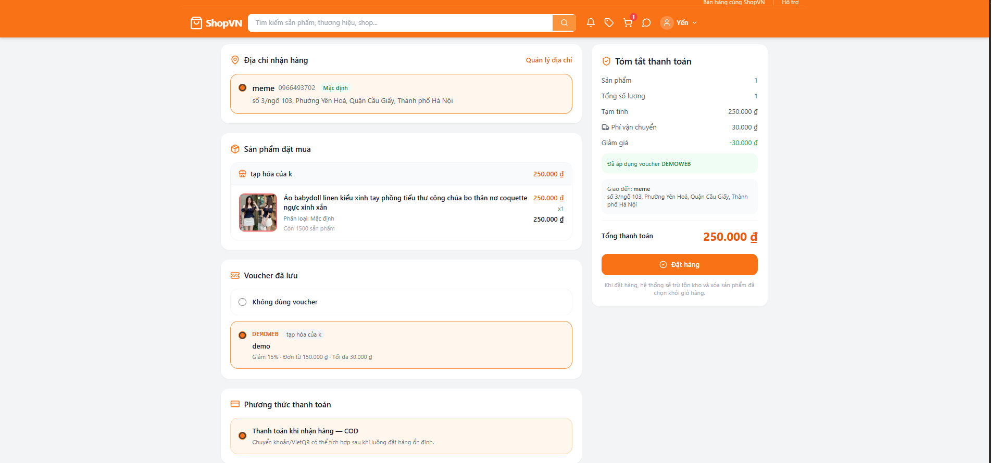 Bán hàng cùng ShopVN
Hỗ trợ
ShopVN
Tìm kiếm sản phẩm, thương hiệu, shop...
1
Yến
Địa chỉ nhận hàng
Quản lý địa chỉ
meme 0966493702 Mặc định
số 3/ngõ 103, Phường Yên Hoà, Quận Cầu Giấy, Thành phố Hà Nội
Sản phẩm đặt mua
tạp hóa của k
250.000 ₫
Áo babydoll linen kiểu xinh tay phồng tiểu thư công chúa bo thân nơ coquette
ngực xinh xắn
250.000 ₫
x1
Phân loại: Mặc định
250.000 ₫
Còn 1500 sản phẩm
Voucher đã lưu
Không dùng voucher
DEMOWEB tạp hóa của k
demo
Giảm 15% · Đơn từ 150.000 ₫ · Tối đa 30.000 ₫
Phương thức thanh toán
Thanh toán khi nhận hàng — COD
Chuyển khoản/VietQR có thể tích hợp sau khi luồng đặt hàng ổn định.
Tóm tắt thanh toán
Sản phẩm 1
Tổng số lượng 1
Tạm tính 250.000 ₫
Phí vận chuyển 30.000 ₫
Giảm giá -30.000 ₫
Đã áp dụng voucher DEMOWEB
Giao đến: meme
số 3/ngõ 103, Phường Yên Hoà, Quận Cầu Giấy, Thành
phố Hà Nội
Tổng thanh toán 250.000 ₫
Đặt hàng
Khi đặt hàng, hệ thống sẽ trừ tồn kho và xóa sản phẩm đã
chọn khỏi giỏ hàng.